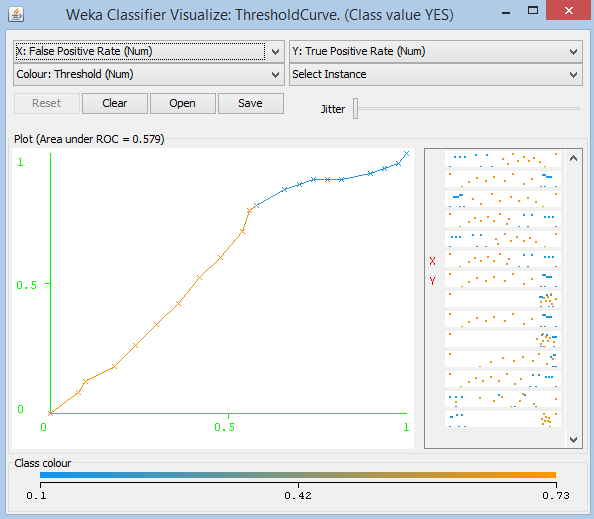 Weka Classifier Visualize: ThresholdCurve. (Class value YES)
X: False Positive Rate (Num)
Y: True Positive Rate (Num)
Colour: Threshold (Num)
Select Instance
Reset
Clear
Open
Save
Jitter
Plot (Area under ROC = 0.579)
1
0.5
0
0
0.5
1
X
Y
Class colour
0.1
0.42
0.73